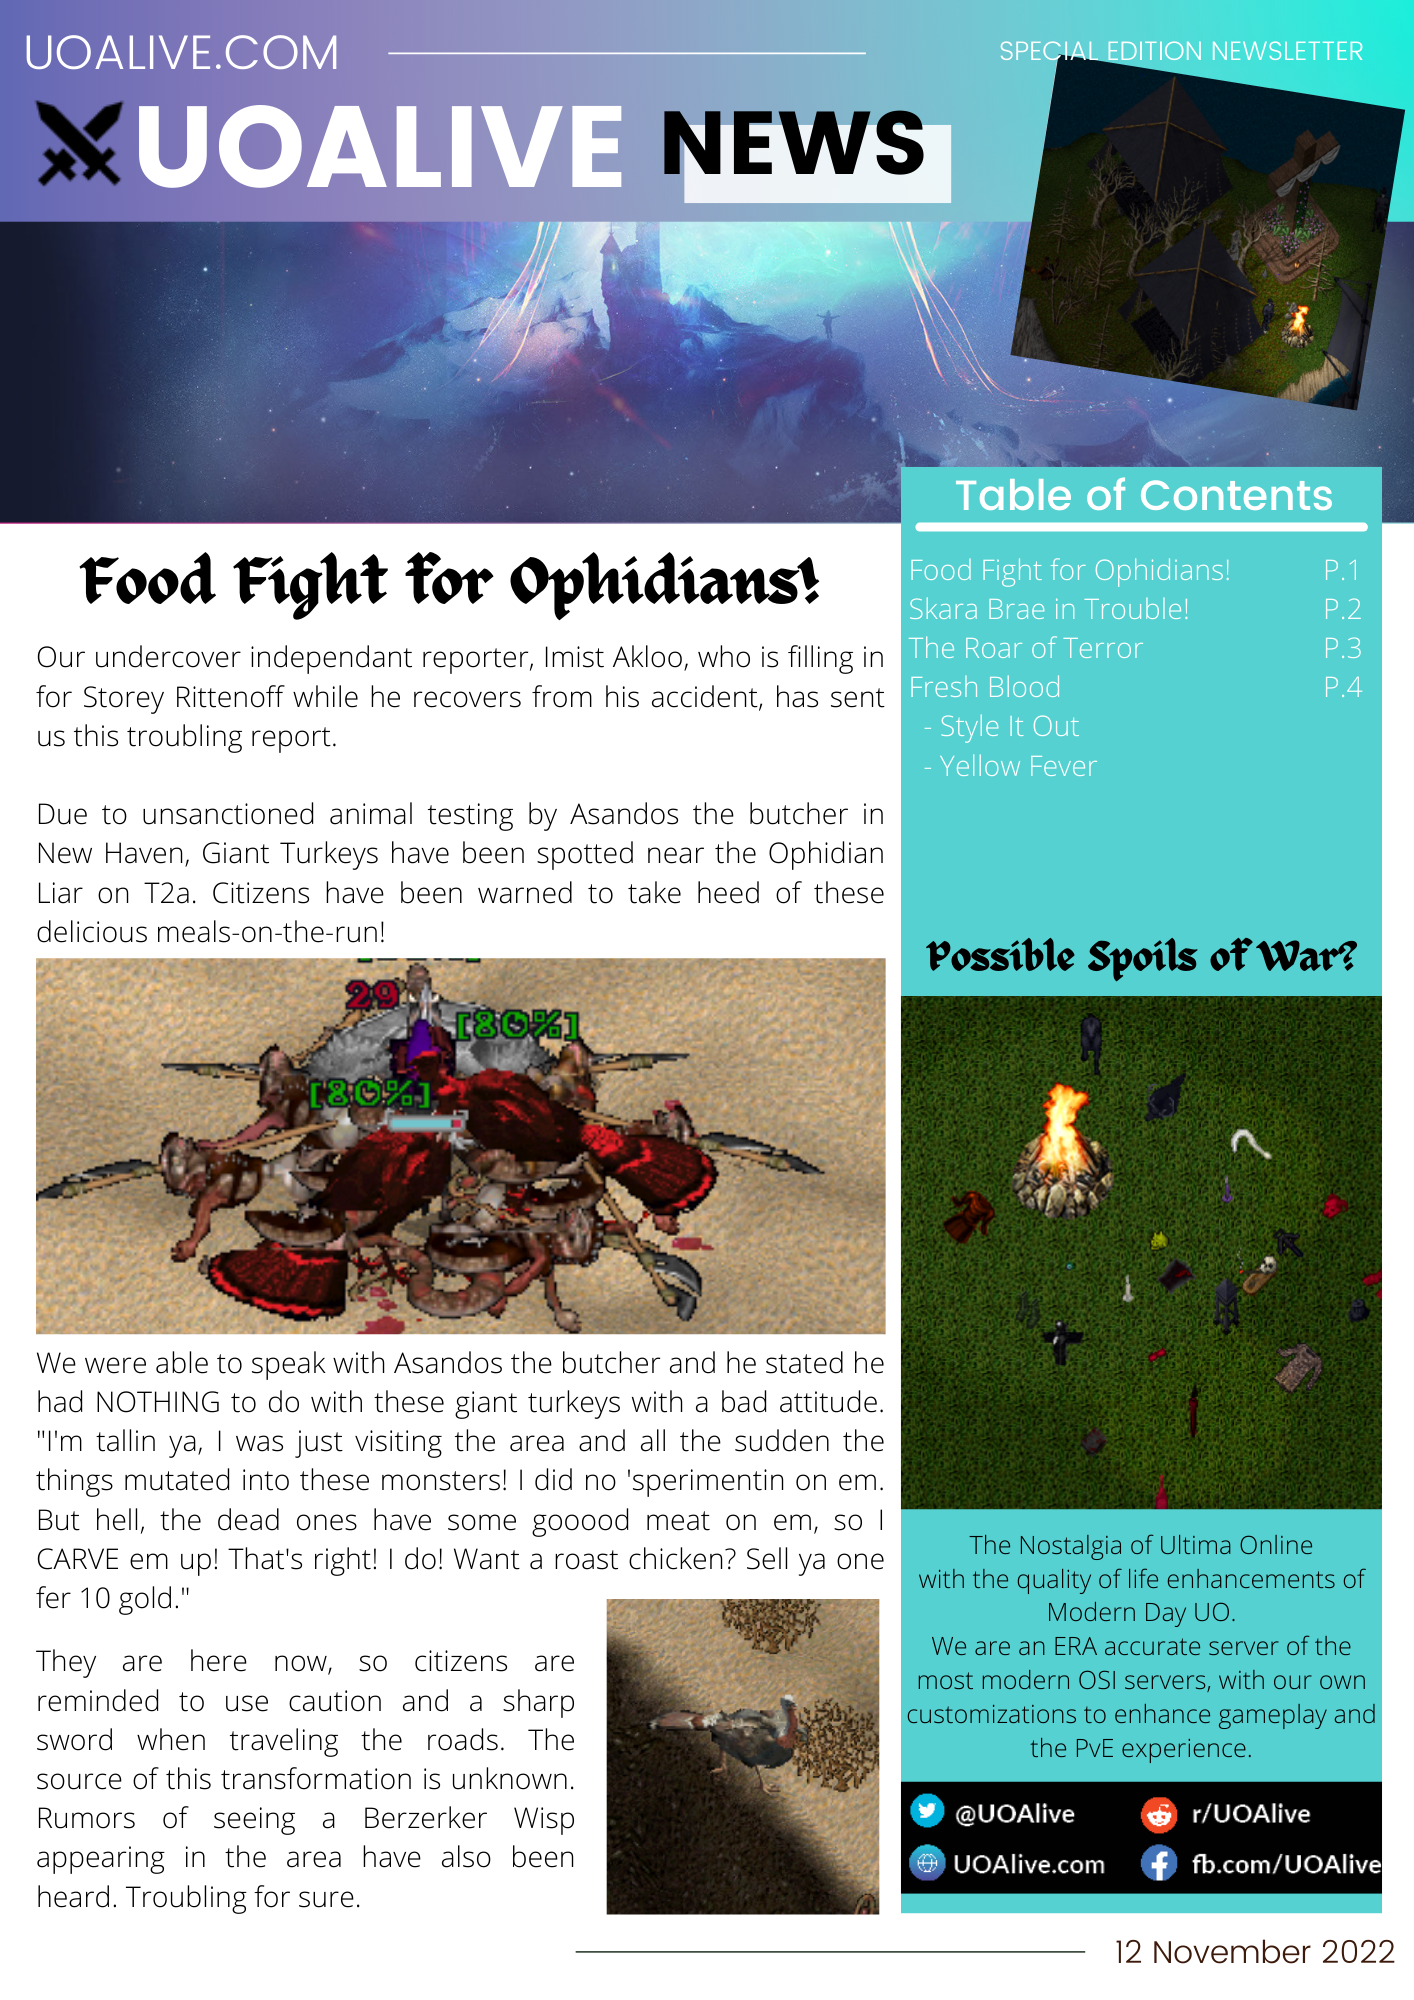 UOALIVE.COM
SPECIAL EDITION NEWSLETTER
UOALIVE NEWS
Food Fight for Ophidians!
Our undercover independant reporter, Imist Akloo, who is filling in
for Storey Rittenoff while he recovers from his accident, has sent
us this troubling report.
Due to unsanctioned animal testing by Asandos the butcher in
New Haven, Giant Turkeys have been spotted near the Ophidian
Liar on T2a. Citizens have been warned to take heed of these
delicious meals-on-the-run!
29
[80%]
[80%]
We were able to speak with Asandos the butcher and he stated he
had NOTHING to do with these giant turkeys with a bad attitude.
"I'm tallin ya, I was just visiting the area and all the sudden the
things mutated into these monsters! I did no 'sperimentin on em.
But hell, the dead ones have some gooood meat on em, so I
CARVE em up! That's right! I do! Want a roast chicken? Sell ya one
fer 10 gold."
They are here now, so citizens are
reminded to use caution and a sharp
sword when traveling the roads. The
source of this transformation is unknown.
Rumors of seeing a Berzerker Wisp
appearing in the area have also been
heard. Troubling for sure.
Table of Contents
Food Fight for Ophidians! P.1
Skara Brae in Trouble! P.2
The Roar of Terror P.3
Fresh Blood P.4
- Style It Out
- Yellow Fever
Possible Spoils of War?
The Nostalgia of Ultima Online
with the quality of life enhancements of
Modern Day UO.
We are an ERA accurate server of the
most modern OSI servers, with our own
customizations to enhance gameplay and
the PvE experience.
@UOAlive r/UOAlive
UOAlive.com fb.com/UOAlive
12 November 2022